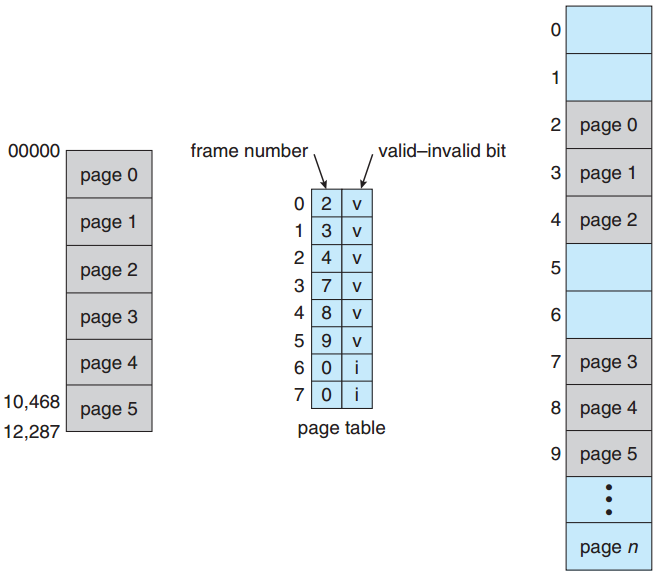 00000
page 0
page 1
page 2
page 3
page 4
10,468
page 5
12,287
frame number
valid–invalid bit
0 2 v
1 3 v
2 4 v
3 7 v
4 8 v
5 9 v
6 0 i
7 0 i
page table
0
1
2 page 0
3 page 1
4 page 2
5
6
7 page 3
8 page 4
9 page 5
page n